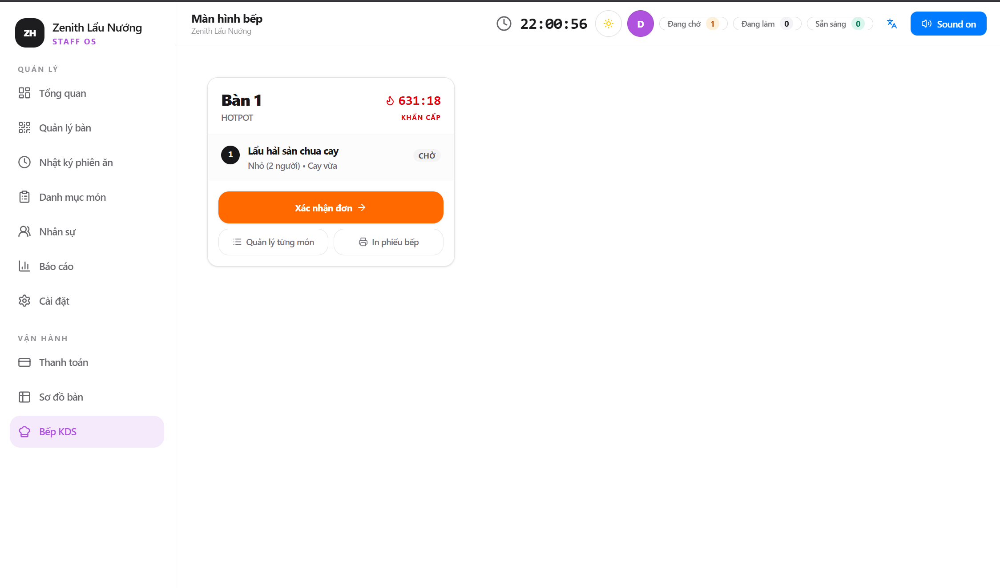 ZH
Zenith Lẩu Nướng
STAFF OS
QUẢN LÝ
Tổng quan
Quản lý bàn
Nhật ký phiên ăn
Danh mục món
Nhân sự
Báo cáo
Cài đặt
VẬN HÀNH
Thanh toán
Sơ đồ bàn
Bếp KDS
Màn hình bếp
Zenith Lẩu Nướng
22:00:56
D
Đang chờ 1
Đang làm 0
Sẵn sàng 0
Sound on
Bàn 1
631:18
HOTPOT
KHẨN CẤP
1
Lẩu hải sản chua cay
Nhỏ (2 người) • Cay vừa
CHỜ
Xác nhận đơn →
Quản lý từng món
In phiếu bếp